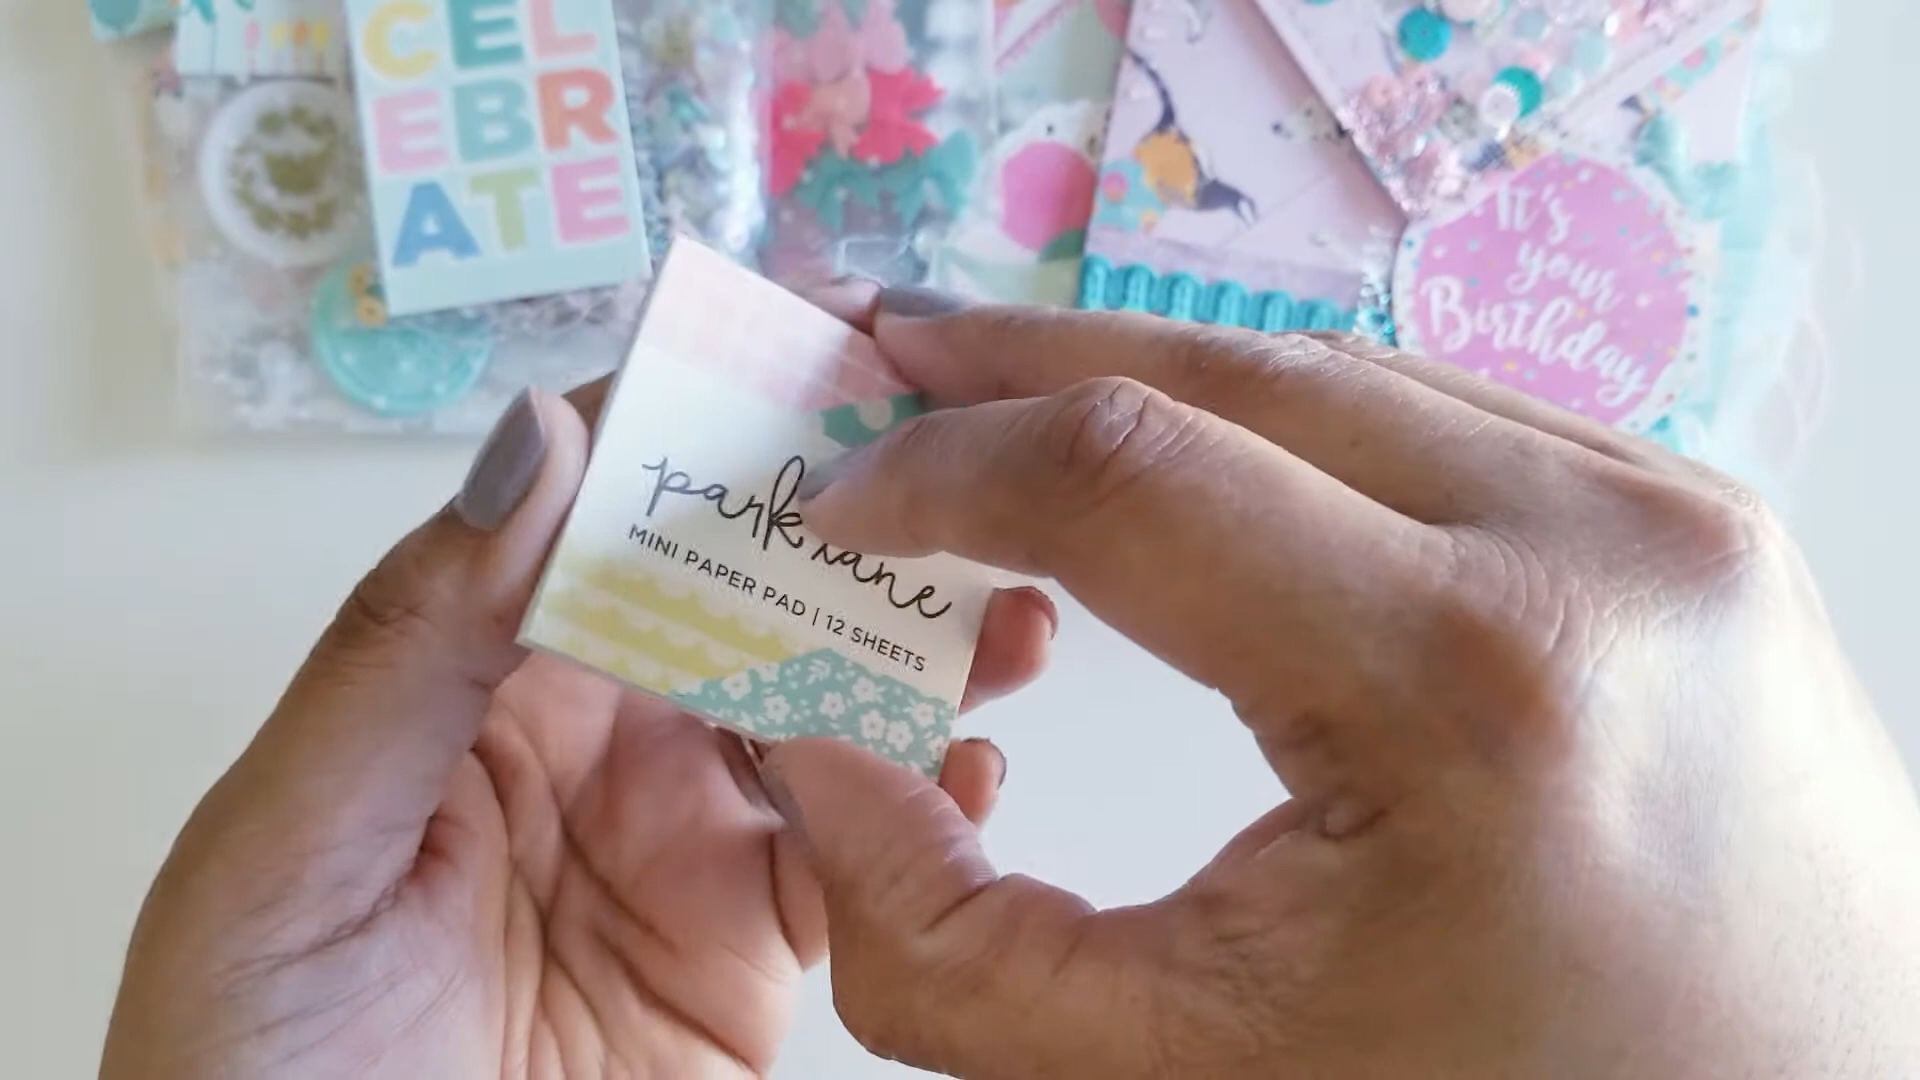 CEL
EBR
ATE
It's
your
Birthday
park lane
MINI PAPER PAD | 12 SHEETS